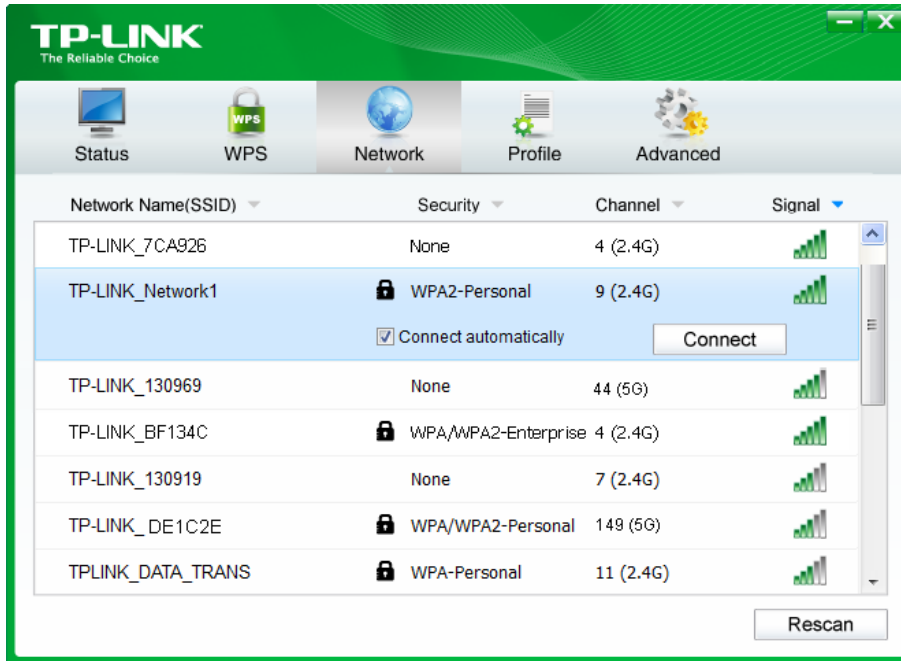 TP-LINK
The Reliable Choice
Status WPS WPS Network Profile Advanced
Network Name(SSID) Security Channel Signal
TP-LINK_7CA926 None 4 (2.4G)
TP-LINK_Network1 WPA2-Personal 9 (2.4G)
Connect automatically Connect
TP-LINK_130969 None 44 (5G)
TP-LINK_BF134C WPA/WPA2-Enterprise 4 (2.4G)
TP-LINK_130919 None 7 (2.4G)
TP-LINK_ DE1C2E WPA/WPA2-Personal 149 (5G)
TPLINK_DATA_TRANS WPA-Personal 11 (2.4G)
Rescan